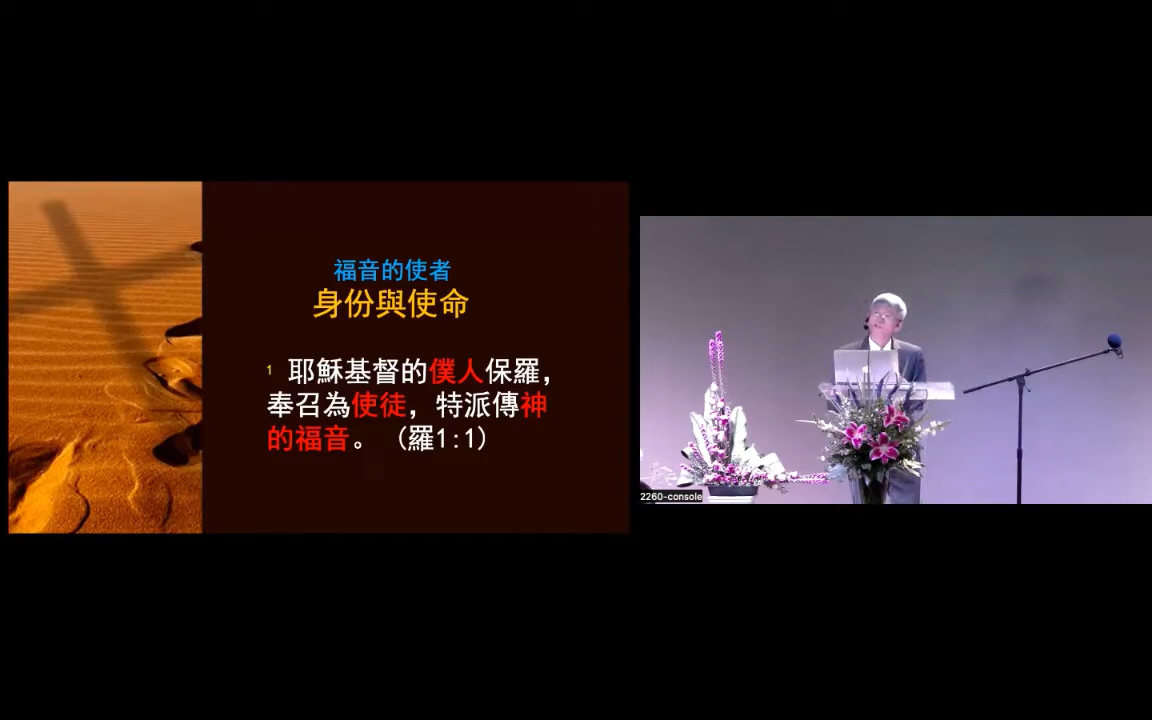 福音的使者
身份與使命
1 耶穌基督的僕人保羅，
奉召為使徒，特派傳神
的福音。 (羅1:1)
2260-console